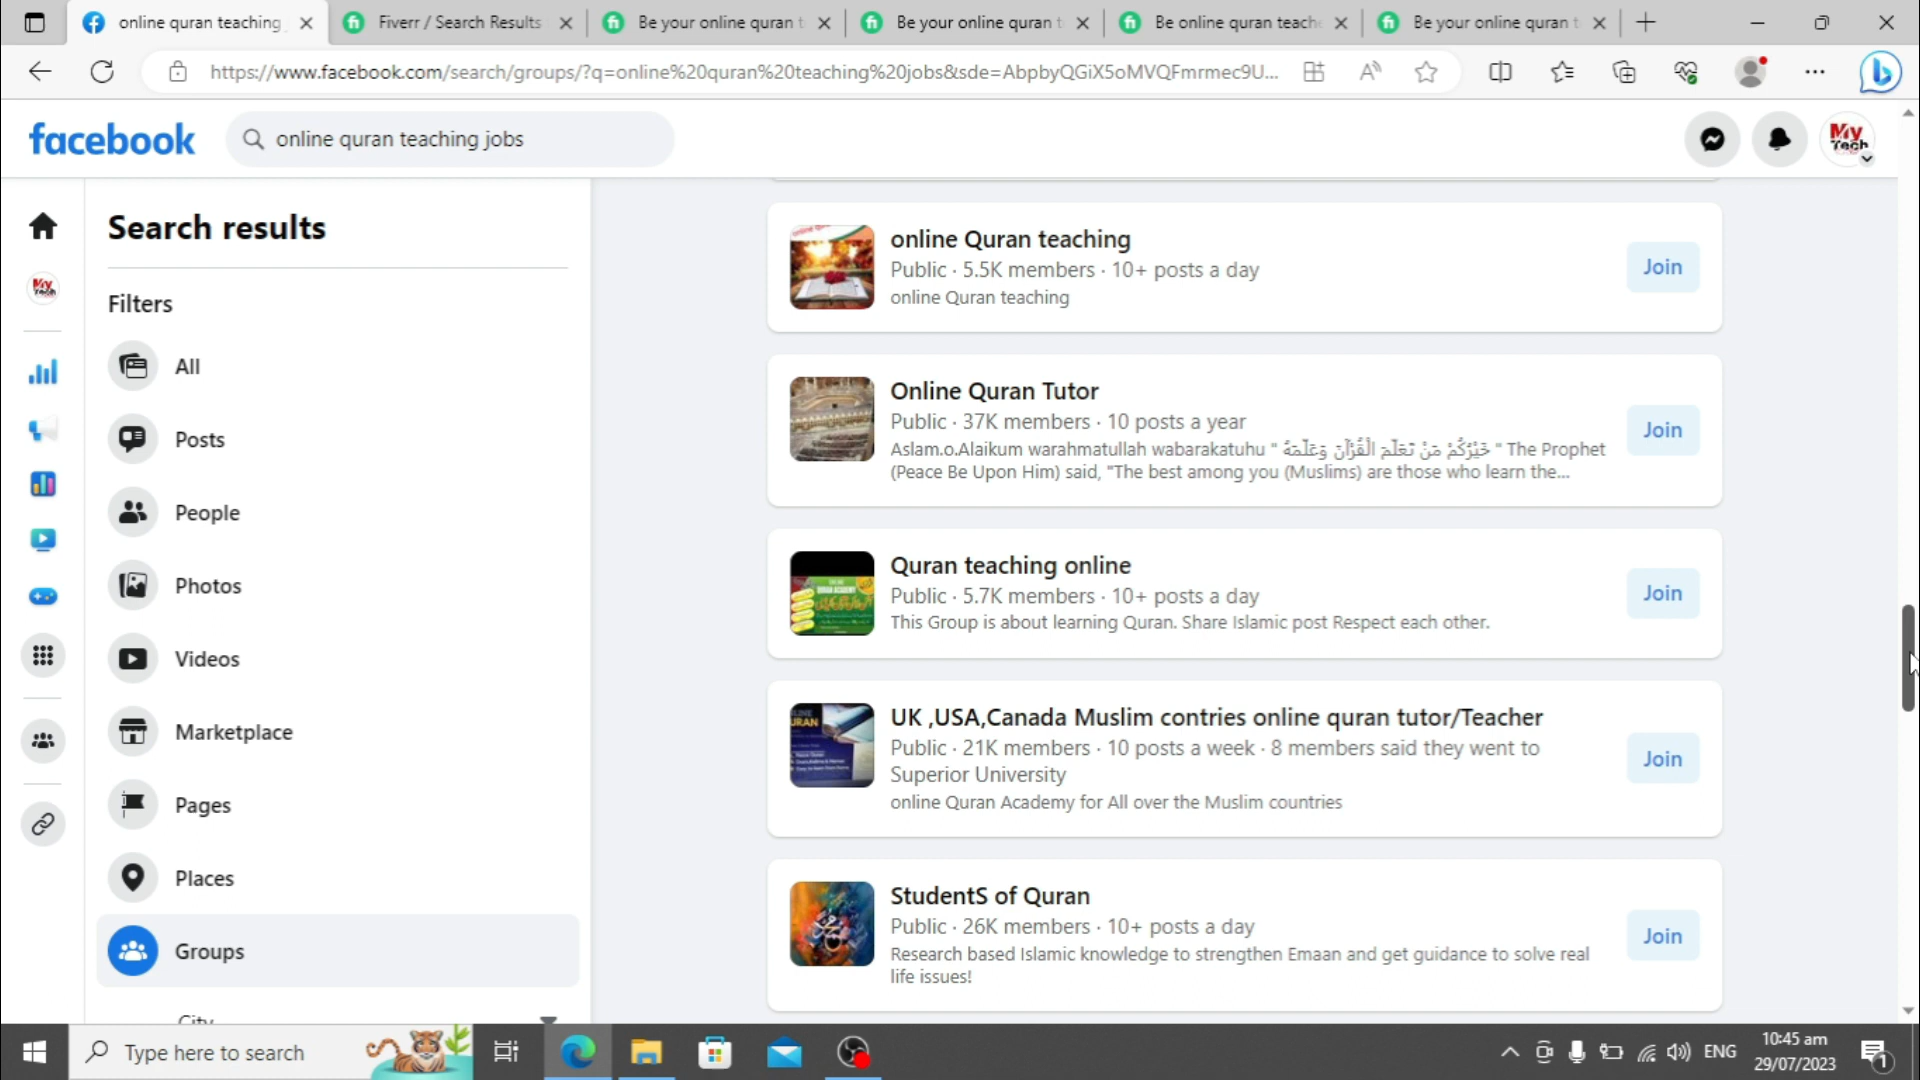 online quran teaching
Fiverr / Search Results
Be your online quran t
Be your online quran t
Be online quran teache
Be your online quran t
https://www.facebook.com/search/groups/?q=online%20quran%20teaching%20jobs&sde=AbpbyQGiX5oMVQFmrmec9U...
facebook
online quran teaching jobs
My Tech
Search results
Filters
All
Posts
People
Photos
Videos
Marketplace
Pages
Places
Groups
City
online Quran teaching
Public · 5.5K members · 10+ posts a day
online Quran teaching
Join
Online Quran Tutor
Public · 37K members · 10 posts a year
Aslam.o.Alaikum warahmatullah wabarakatuhu " خَيْرُكُمْ مَنْ تَعَلَّمَ الْقُرْآنَ وَعَلَّمَهُ " The Prophet
(Peace Be Upon Him) said, "The best among you (Muslims) are those who learn the...
Join
Quran teaching online
Public · 5.7K members · 10+ posts a day
This Group is about learning Quran. Share Islamic post Respect each other.
Join
UK ,USA,Canada Muslim contries online quran tutor/Teacher
Public · 21K members · 10 posts a week · 8 members said they went to
Superior University
online Quran Academy for All over the Muslim countries
Join
StudentS of Quran
Public · 26K members · 10+ posts a day
Research based Islamic knowledge to strengthen Emaan and get guidance to solve real
life issues!
Join
Type here to search
ENG
10:45 am
29/07/2023
1